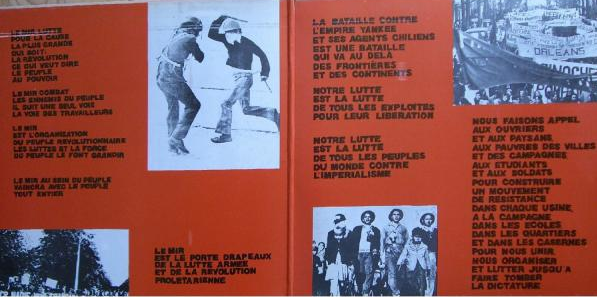 LE MIR LUTTE
POUR LA CAUSE
LA PLUS GRANDE
QUI SOIT:
LA REVOLUTION
CE QUI VEUT DIRE
LE PEUPLE
AU POUVOIR
LE MIR COMBAT
LES ENNEMIS DU PEUPLE
IL SUIT UNE SEUL VOIE
LA VOIE DES TRAVAILLEURS
LE MIR
EST L'ORGANISATION
DU PEUPLE REVOLUTIONNAIRE
LES LUTTES ET LA FORCE
DU PEUPLE LE FONT GRANDIR
LE MIR AU SEIN DU PEUPLE
VAINCRA AVEC LE PEUPLE
TOUT ENTIER
LE MIR
EST LE PORTE DRAPEAUX
DE LA LUTTE ARMEE
ET DE LA REVOLUTION
PROLETARIENNE
LA BATAILLE CONTRE
L'EMPIRE YANKEE
ET SES AGENTS CHILIENS
EST UNE BATAILLE
QUI VA AU DELÀ
DES FRONTIÈRES
ET DES CONTINENTS
NOTRE LUTTE
EST LA LUTTE
DE TOUS LES EXPLOITES
POUR LEUR LIBERATION
NOTRE LUTTE
EST LA LUTTE
DE TOUS LES PEUPLES
DU MONDE CONTRE
L'IMPERIALISME
ORLEANS
NOUS FAISONS APPEL
AUX OUVRIERS
ET AUX PAYSANS
AUX PAUVRES DES VILLES
ET DES CAMPAGNES
AUX ETUDIANTS
ET AUX SOLDATS
POUR CONSTRUIRE
UN MOUVEMENT
DE RESISTANCE
DANS CHAQUE USINE
A LA CAMPAGNE
DANS LES ECOLES
DANS LES QUARTIERS
ET DANS LES CASERNES
POUR NOUS UNIR
NOUS ORGANISER
ET LUTTER JUSQU A
FAIRE TOMBER
LA DICTATURE